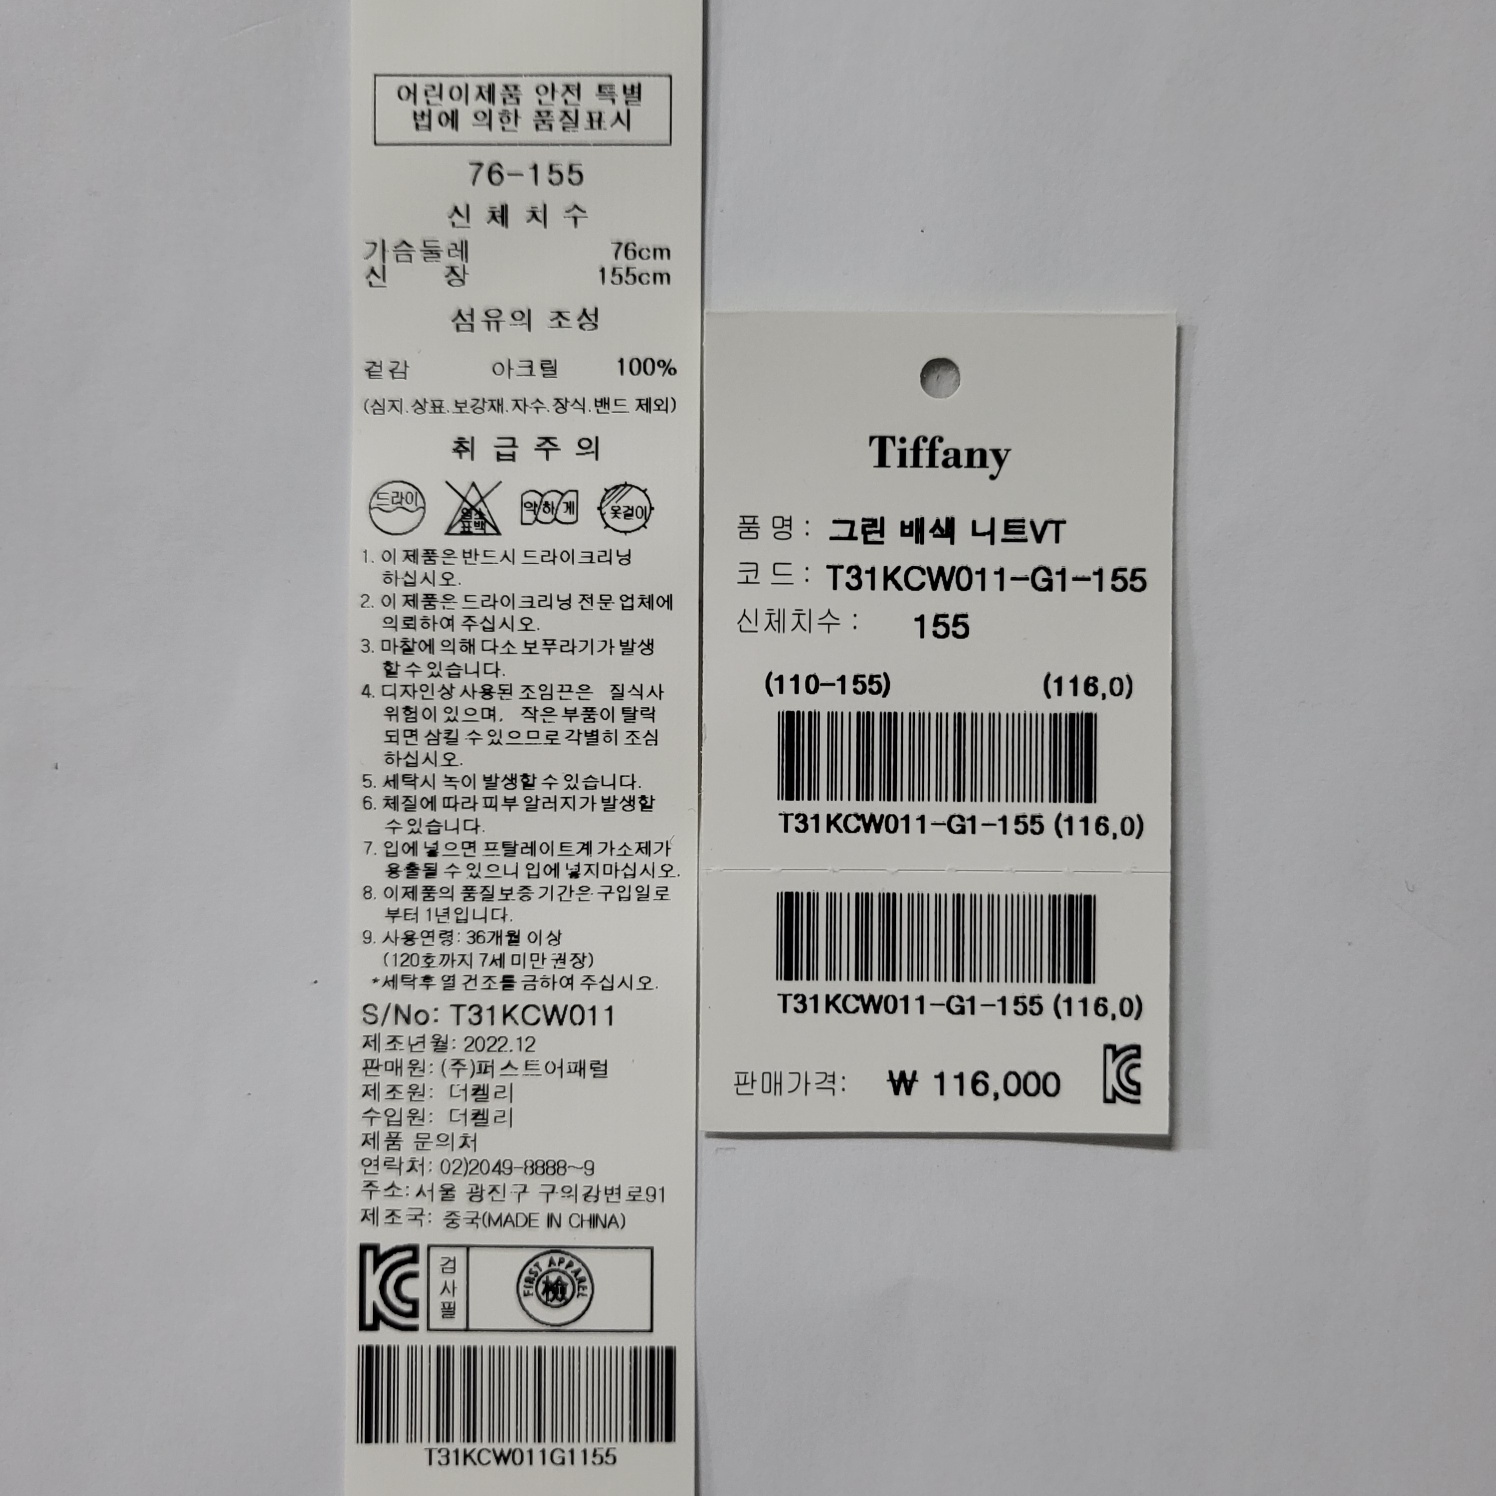 어린이제품 안전 특별
법에 의한 품질표시
76-155
신체치수
가슴둘레 76cm
신 장 155cm
섬유의 조성
겉감 아크릴 100%
(심지.상표.보강재.자수.장식.밴드 제외)
취급주의
드라이
염소
표백
약하게
옷걸이
1. 이 제품은 반드시 드라이크리닝
하십시오.
2. 이 제품은 드라이크리닝 전문 업체에
의뢰하여 주십시오.
3. 마찰에 의해 다소 보푸라기가 발생
할 수 있습니다.
4. 디자인상 사용된 조임끈은 질식사
위험이 있으며, 작은 부품이 탈락
되면 삼킬 수 있으므로 각별히 조심
하십시오.
5. 세탁시 녹이 발생할 수 있습니다.
6. 체질에 따라 피부 알러지가 발생할
수 있습니다.
7. 입에 넣으면 프탈레이트계 가소제가
용출될 수 있으니 입에 넣지마십시오.
8. 이제품의 품질보증 기간은 구입일로
부터 1년입니다.
9. 사용연령: 36개월 이상
(120호까지 7세 미만 권장)
*세탁후 열 건조를 금하여 주십시오.
S/No: T31KCW011
제조년월: 2022.12
판매원: (주)퍼스트어패럴
제조원: 더켈리
수입원: 더켈리
제품 문의처
연락처: 02)2049-8888~9
주소: 서울 광진구 구의강변로91
제조국: 중국(MADE IN CHINA)
KC
검사필
FIRST APPAREL
檢
T31KCW011G1155
Tiffany
품 명 : 그린 배색 니트VT
코 드 : T31KCW011-G1-155
신체치수 : 155
(110-155) (116,0)
T31KCW011-G1-155 (116,0)
T31KCW011-G1-155 (116,0)
판매가격: ₩ 116,000
KC